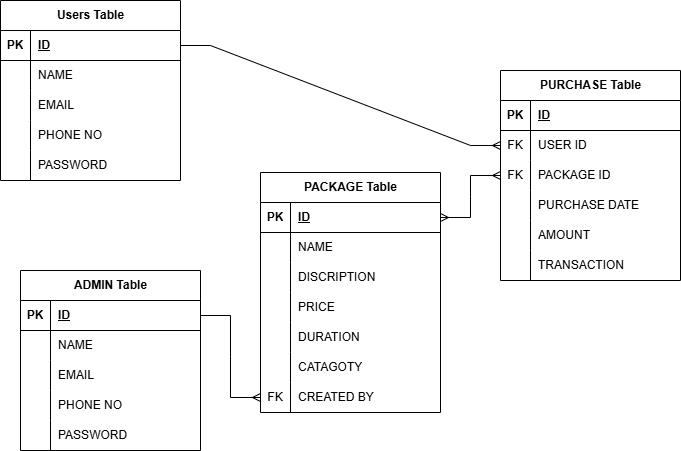 Users Table
PK ID
NAME
EMAIL
PHONE NO
PASSWORD
PURCHASE Table
PK ID
FK USER ID
FK PACKAGE ID
PURCHASE DATE
AMOUNT
TRANSACTION
PACKAGE Table
PK ID
NAME
DISCRIPTION
PRICE
DURATION
CATAGOTY
FK CREATED BY
ADMIN Table
PK ID
NAME
EMAIL
PHONE NO
PASSWORD